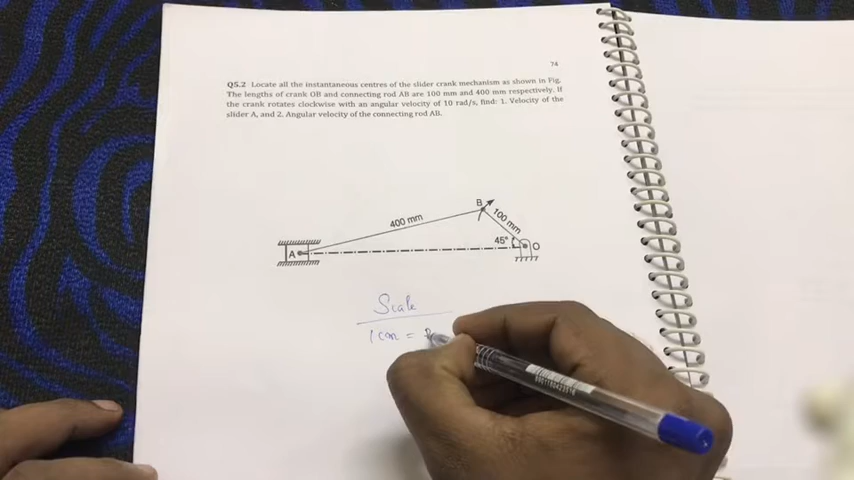 74
Q5.2 Locate all the instantaneous centres of the slider crank mechanism as shown in Fig.
The lengths of crank OB and connecting rod AB are 100 mm and 400 mm respectively. If
the crank rotates clockwise with an angular velocity of 10 rad/s, find: 1. Velocity of the
slider A, and 2. Angular velocity of the connecting rod AB.
B
400 mm
100 mm
45°
O
A
Scale
1 cm =